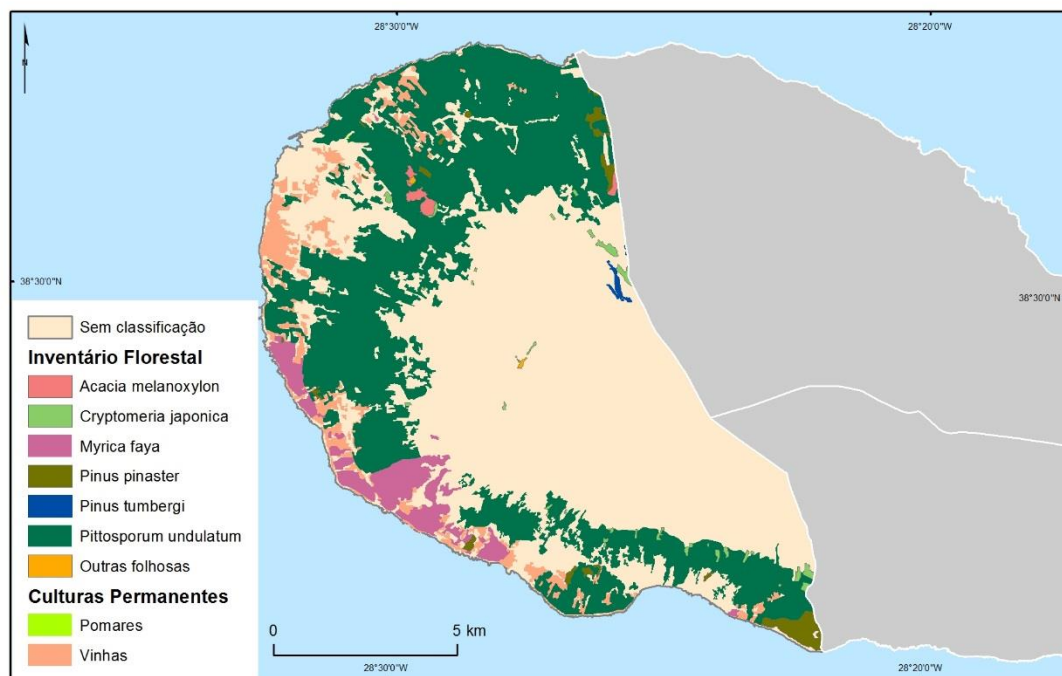 28°30'0"W
28°20'0"W
N
38°30'0"N
38°30'0"N
Sem classificação
Inventário Florestal
Acacia melanoxylon
Cryptomeria japonica
Myrica faya
Pinus pinaster
Pinus tumbergi
Pittosporum undulatum
Outras folhosas
Culturas Permanentes
Pomares
Vinhas
0
5 km
28°30'0"W
28°20'0"W